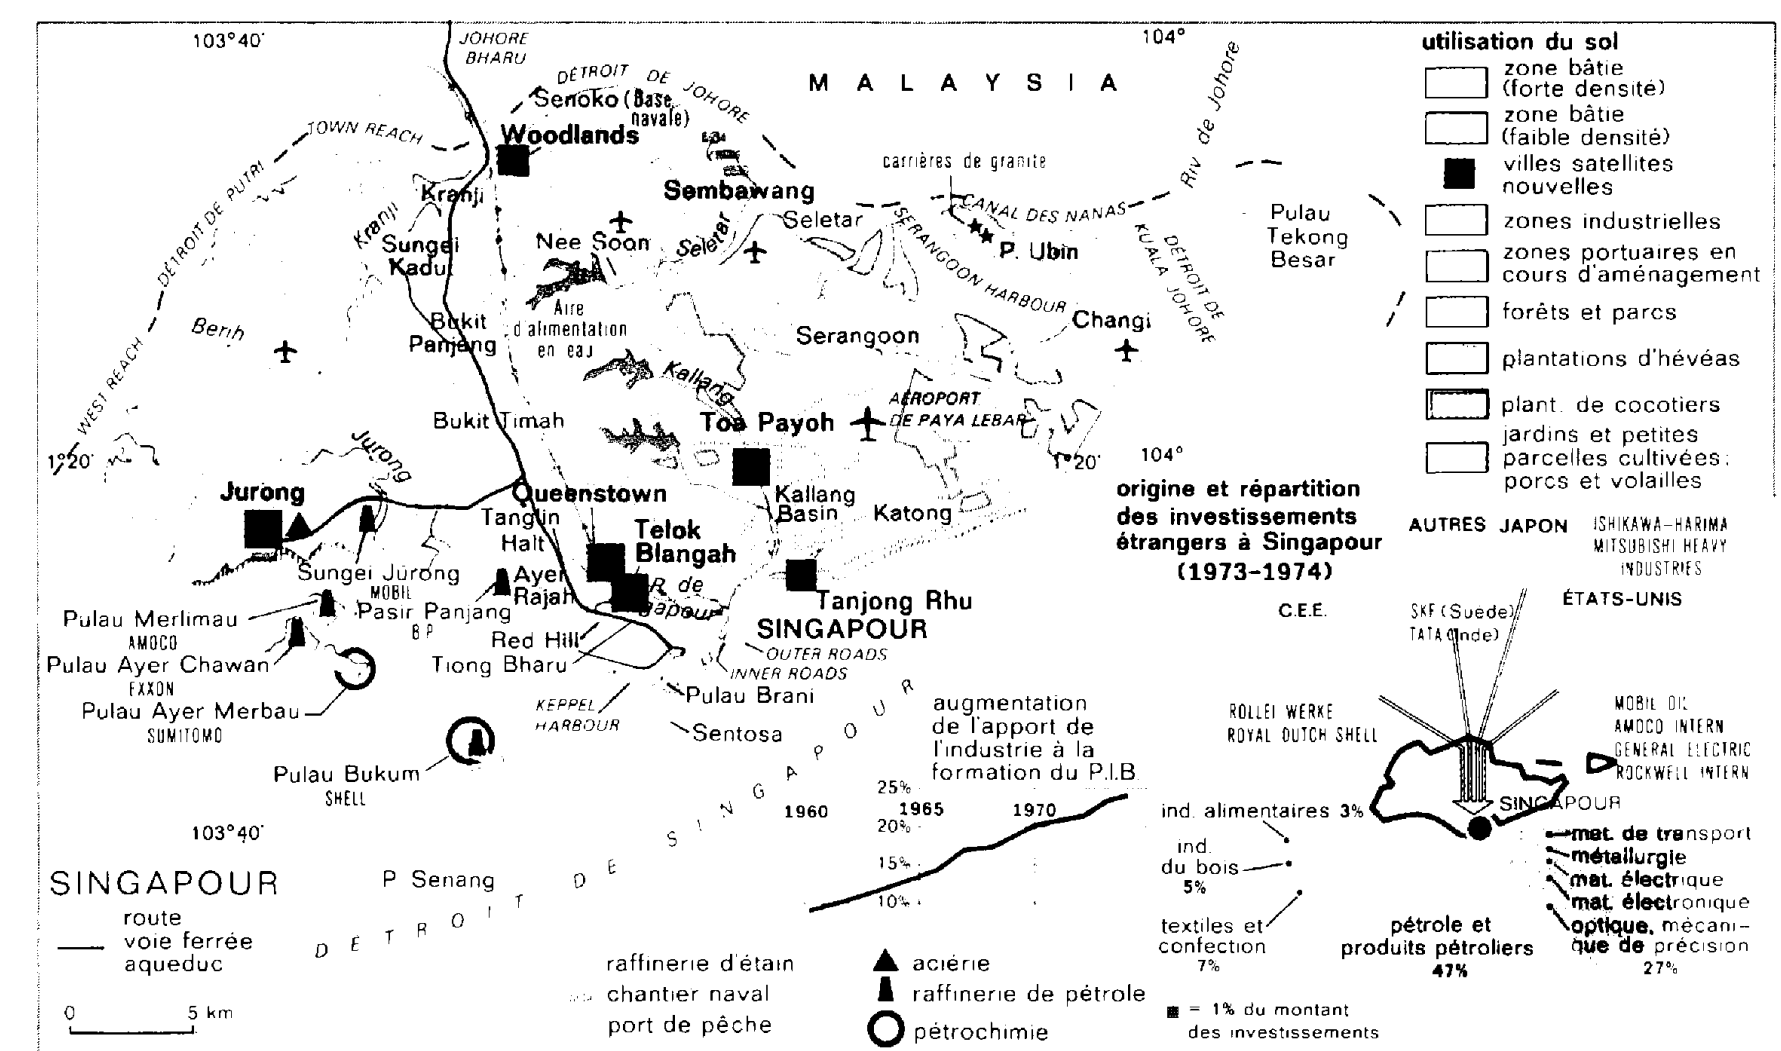 103°40'
JOHORE
BHARU
104°
MALAYSIA
DÉTROIT DE JOHORE
Senoko (Base
navale)
TOWN REACH
Woodlands
carrières de granite
Riv de Johore
Sembawang
Kranji
Kranji
DÉTROIT DE PUTRI
Seletar
CANAL DES NANAS
Pulau
Tekong
Besar
Sungei
Kadut
Nee Soon
Seletar
P. Ubin
SERANGOON HARBOUR
DÉTROIT DE
KUALA JOHORE
Aire
d'alimentation
en eau
Berih
Bukit
Panjang
Serangoon
Changi
WEST REACH
Kallang
AÉROPORT
DE PAYA LEBAR
Bukit Timah
Toa Payoh
1°20'
Jurong
1°20'
104°
Jurong
Queenstown
Kallang
Basin
Katong
Tanglin
Halt
Telok
Blangah
Sungei Jurong
MOBIL
Ayer
Rajah
R. de
Pulau Merlimau
AMOCO
Pasir Panjang
BP
Tanjong Rhu
SINGAPOUR
Red Hill
Pulau Ayer Chawan
EXXON
Tiong Bharu
OUTER ROADS
INNER ROADS
Pulau Ayer Merbau
SUMITOMO
KEPPEL
HARBOUR
Pulau Brani
Sentosa
Pulau Bukum
SHELL
103°40'
P Senang
DÉTROIT DE SINGAPOUR
SINGAPOUR
route
voie ferrée
aqueduc
0 5 km
raffinerie d'étain
chantier naval
port de pêche
aciérie
raffinerie de pétrole
pétrochimie
utilisation du sol
zone bâtie
(forte densité)
zone bâtie
(faible densité)
villes satellites
nouvelles
zones industrielles
zones portuaires en
cours d'aménagement
forêts et parcs
plantations d'hévéas
plant. de cocotiers
jardins et petites
parcelles cultivées:
porcs et volailles
augmentation
de l'apport de
l'industrie à la
formation du P.I.B.
25%
1960 1965 1970
20%
15%
10%
origine et répartition
des investissements
étrangers à Singapour
(1973-1974)
AUTRES JAPON
ISHIKAWA-HARIMA
MITSUBISHI HEAVY
INDUSTRIES
C.E.E.
ÉTATS-UNIS
SKF (Suède)
TATA (Inde)
ROLLEI WERKE
ROYAL DUTCH SHELL
MOBIL OIL
AMOCO INTERN
GENERAL ELECTRIC
ROCKWELL INTERN
SINGAPOUR
ind. alimentaires 3%
ind.
du bois
5%
textiles et
confection
7%
pétrole et
produits pétroliers
47%
mat. de transport
métallurgie
mat. électrique
mat. électronique
optique, mécani-
que de précision
27%
= 1% du montant
des investissements